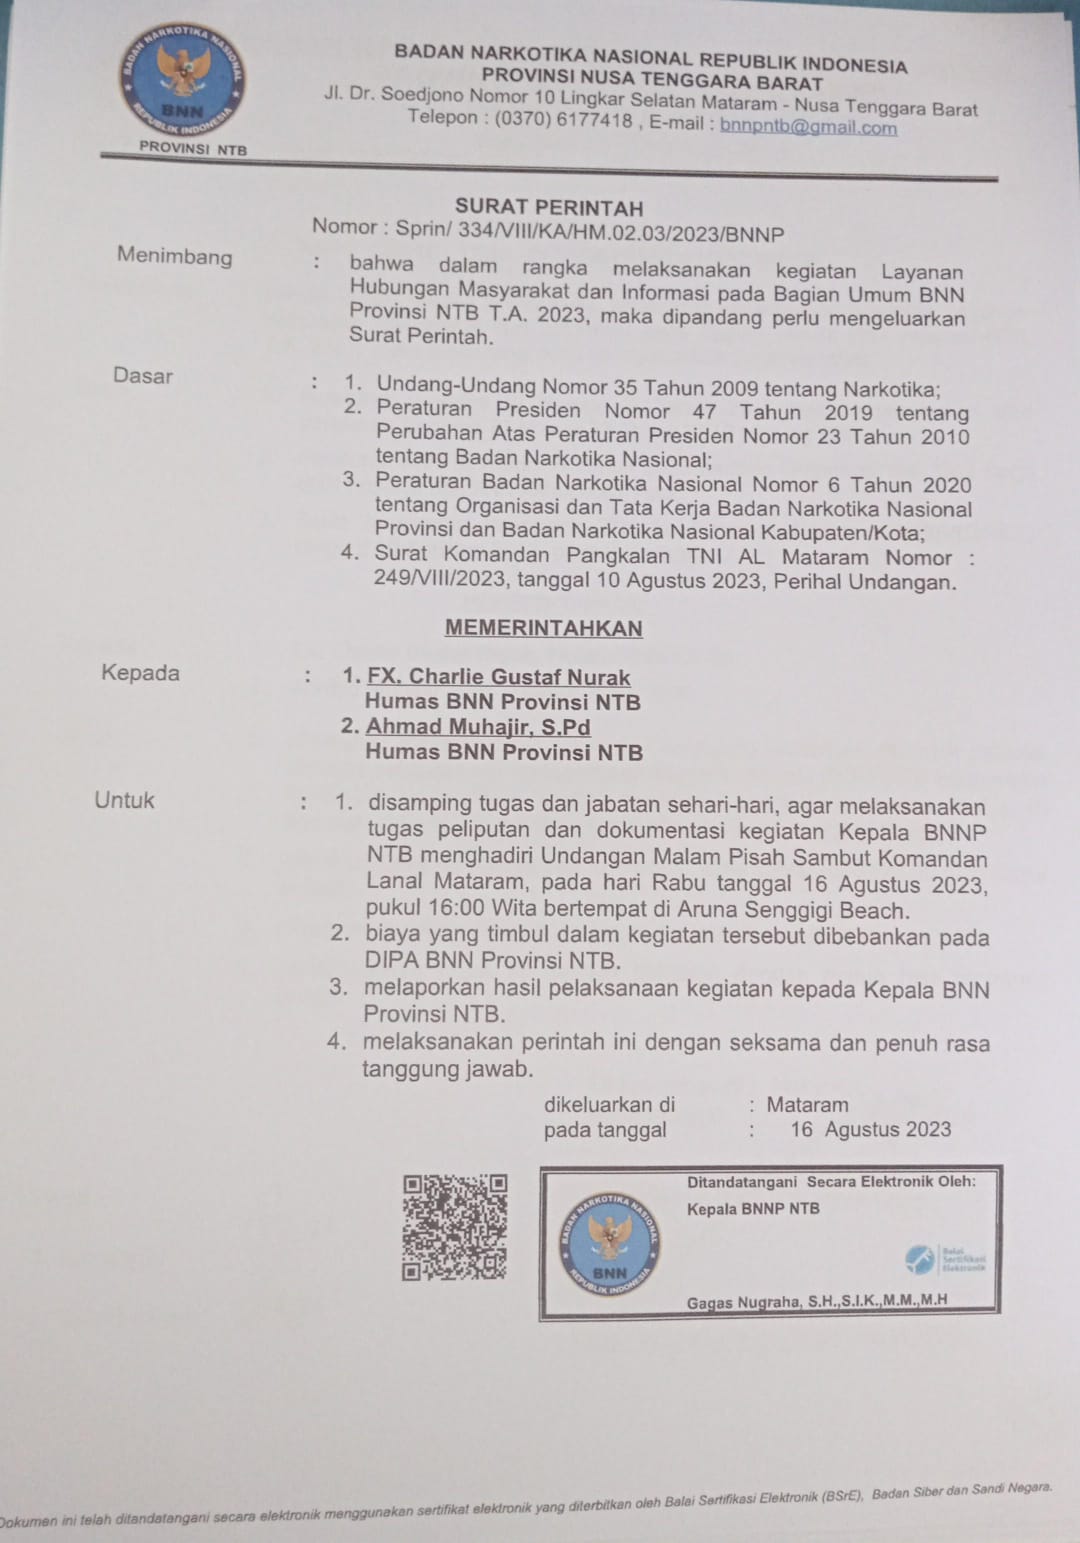 BADAN NARKOTIKA NASIONAL
BNN
REPUBLIK INDONESIA
PROVINSI NTB
BADAN NARKOTIKA NASIONAL REPUBLIK INDONESIA
PROVINSI NUSA TENGGARA BARAT
Jl. Dr. Soedjono Nomor 10 Lingkar Selatan Mataram - Nusa Tenggara Barat
Telepon : (0370) 6177418 , E-mail : bnnpntb@gmail.com
SURAT PERINTAH
Nomor : Sprin/ 334/VIII/KA/HM.02.03/2023/BNNP
Menimbang : bahwa dalam rangka melaksanakan kegiatan Layanan
Hubungan Masyarakat dan Informasi pada Bagian Umum BNN
Provinsi NTB T.A. 2023, maka dipandang perlu mengeluarkan
Surat Perintah.
Dasar : 1. Undang-Undang Nomor 35 Tahun 2009 tentang Narkotika;
2. Peraturan Presiden Nomor 47 Tahun 2019 tentang
Perubahan Atas Peraturan Presiden Nomor 23 Tahun 2010
tentang Badan Narkotika Nasional;
3. Peraturan Badan Narkotika Nasional Nomor 6 Tahun 2020
tentang Organisasi dan Tata Kerja Badan Narkotika Nasional
Provinsi dan Badan Narkotika Nasional Kabupaten/Kota;
4. Surat Komandan Pangkalan TNI AL Mataram Nomor :
249/VIII/2023, tanggal 10 Agustus 2023, Perihal Undangan.
MEMERINTAHKAN
Kepada : 1. FX. Charlie Gustaf Nurak
Humas BNN Provinsi NTB
2. Ahmad Muhajir, S.Pd
Humas BNN Provinsi NTB
Untuk : 1. disamping tugas dan jabatan sehari-hari, agar melaksanakan
tugas peliputan dan dokumentasi kegiatan Kepala BNNP
NTB menghadiri Undangan Malam Pisah Sambut Komandan
Lanal Mataram, pada hari Rabu tanggal 16 Agustus 2023,
pukul 16:00 Wita bertempat di Aruna Senggigi Beach.
2. biaya yang timbul dalam kegiatan tersebut dibebankan pada
DIPA BNN Provinsi NTB.
3. melaporkan hasil pelaksanaan kegiatan kepada Kepala BNN
Provinsi NTB.
4. melaksanakan perintah ini dengan seksama dan penuh rasa
tanggung jawab.
dikeluarkan di : Mataram
pada tanggal : 16 Agustus 2023
Ditandatangani Secara Elektronik Oleh:
Kepala BNNP NTB
BADAN NARKOTIKA NASIONAL
BNN
REPUBLIK INDONESIA
Balai
Sertifikasi
Elektronik
Gagas Nugraha, S.H.,S.I.K.,M.M.,M.H
Dokumen ini telah ditandatangani secara elektronik menggunakan sertifikat elektronik yang diterbitkan oleh Balai Sertifikasi Elektronik (BSrE), Badan Siber dan Sandi Negara.